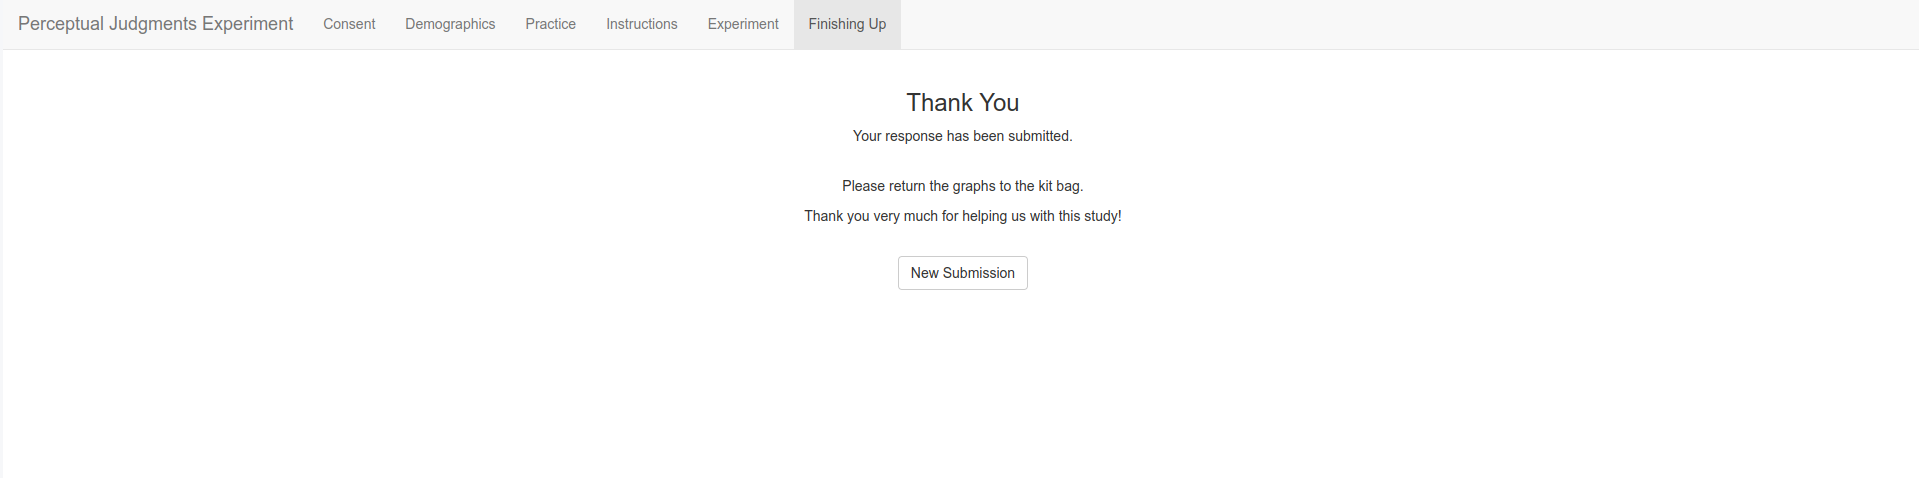 Perceptual Judgments Experiment Consent Demographics Practice Instructions Experiment Finishing Up
Thank You
Your response has been submitted.
Please return the graphs to the kit bag.
Thank you very much for helping us with this study!
New Submission